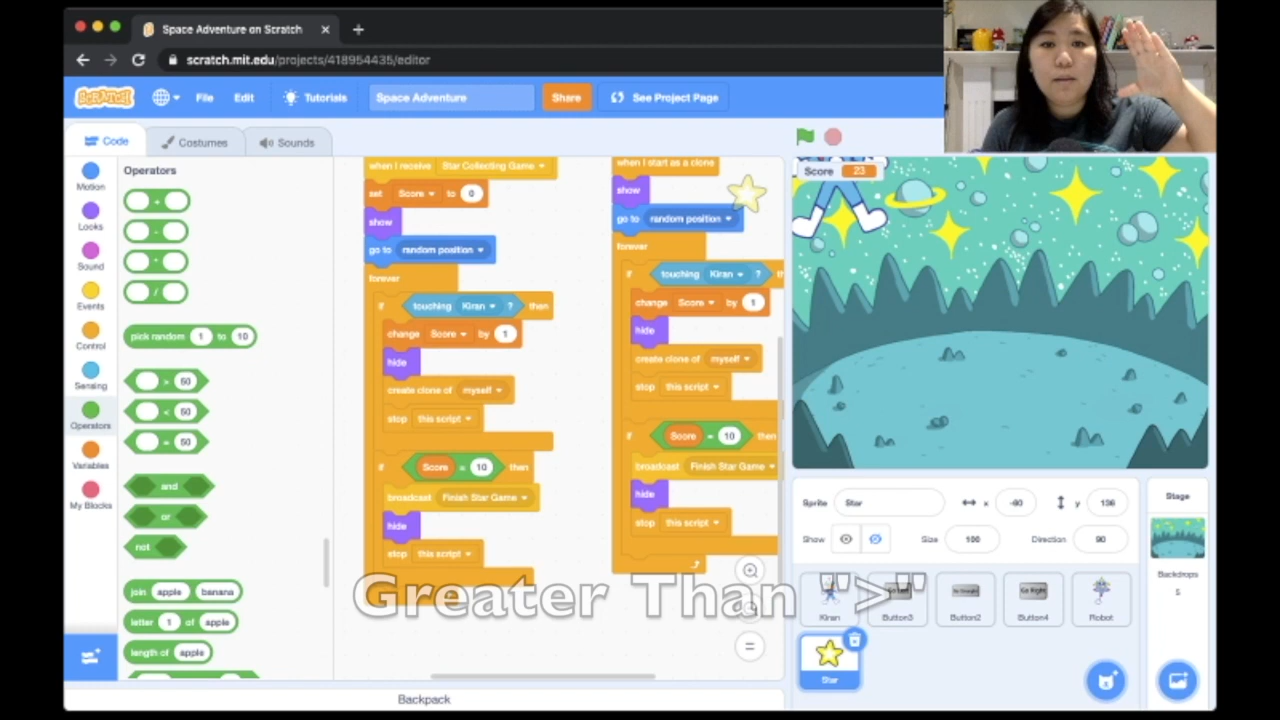 Space Adventure on Scratch
scratch.mit.edu/projects/418954435/editor
SCRATCH
File
Edit
Tutorials
Space Adventure
Share
See Project Page
Code
Costumes
Sounds
Motion
Looks
Sound
Events
Control
Sensing
Operators
Variables
My Blocks
Operators
+
-
*
/
pick random 1 to 10
> 50
< 50
= 50
and
or
not
join apple banana
letter 1 of apple
length of apple
when I receive Star Collecting Game
set Score to 0
show
go to random position
forever
if touching Kiran ? then
change Score by 1
hide
create clone of myself
stop this script
if Score = 10 then
broadcast Finish Star Game
hide
stop this script
when I start as a clone
show
go to random position
forever
if touching Kiran ? th
change Score by 1
hide
create clone of myself
stop this script
if Score = 10 then
broadcast Finish Star Game
hide
stop this script
Greater Than ">"
Backpack
Score 23
Sprite Star x -80 y 136
Show Size 100 Direction 90
Stage
Backdrops
5
Kiran
Button3
Go Straight
Button2
Go Right
Button4
Robot
Star